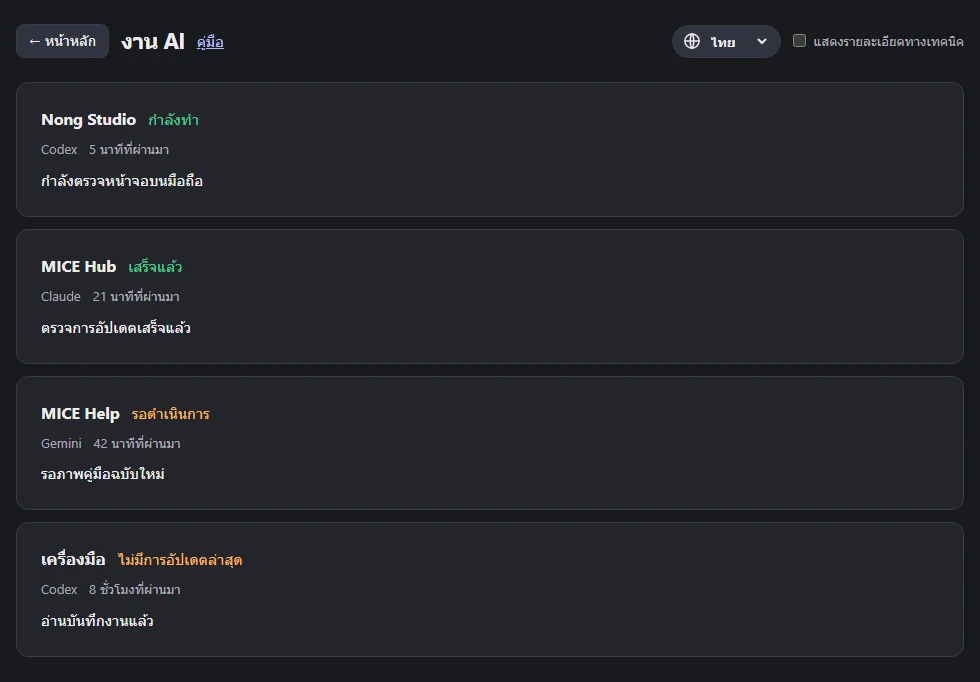 ← หน้าหลัก งาน AI คู่มือ ไทย แสดงรายละเอียดทางเทคนิค
Nong Studio กำลังทำ
Codex 5 นาทีที่ผ่านมา
กำลังตรวจหน้าจอบนมือถือ
MICE Hub เสร็จแล้ว
Claude 21 นาทีที่ผ่านมา
ตรวจการอัปเดตเสร็จแล้ว
MICE Help รอดำเนินการ
Gemini 42 นาทีที่ผ่านมา
รอภาพคู่มือฉบับใหม่
เครื่องมือ ไม่มีการอัปเดตล่าสุด
Codex 8 ชั่วโมงที่ผ่านมา
อ่านบันทึกงานแล้ว